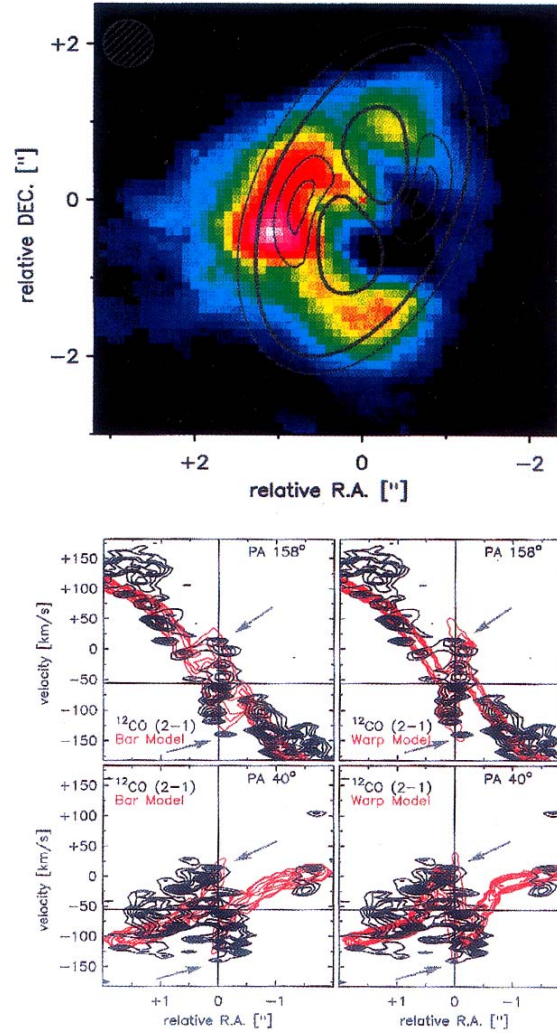 +2
0
-2
relative DEC. ["]
+2 0 -2
relative R.A. ["]
PA 158° PA 158°
+150
+100
+50
0
-50
-100
-150
velocity [km/s]
¹²CO (2-1) ¹²CO (2-1)
Bar Model Warp Model
¹²CO (2-1) PA 40° ¹²CO (2-1) PA 40°
Bar Model Warp Model
+150
+100
+50
0
-50
-100
-150
velocity [km/s]
+1 0 -1 +1 0 -1
relative R.A. ["] relative R.A. ["]